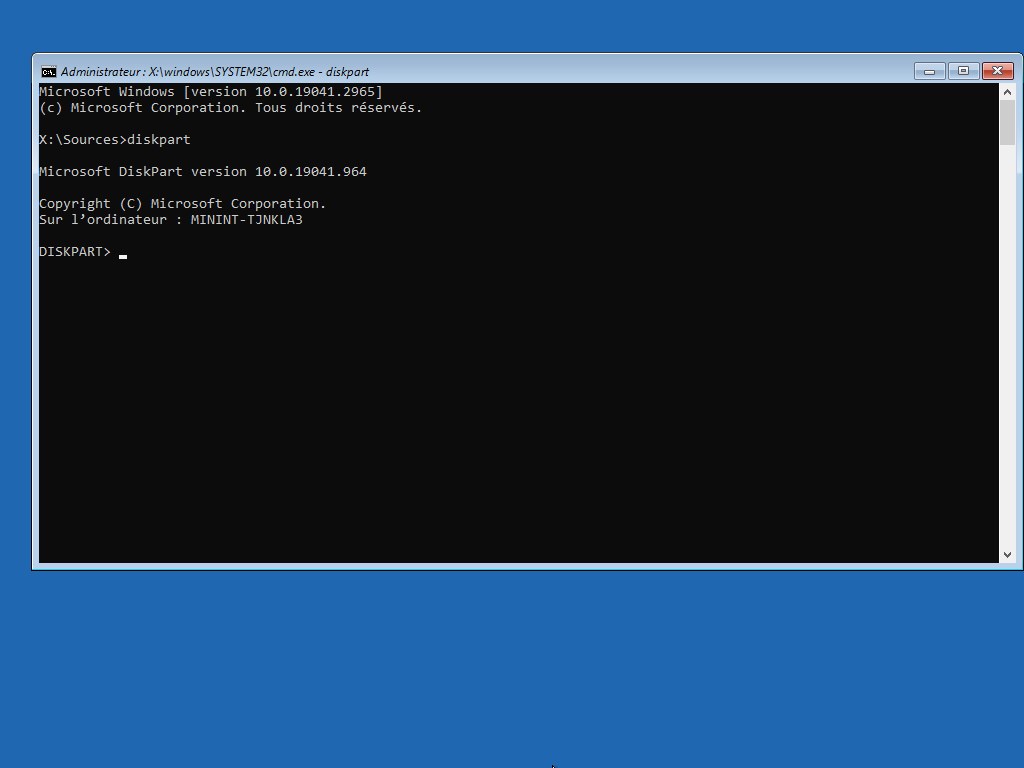 Administrateur : X:\windows\SYSTEM32\cmd.exe - diskpart
Microsoft Windows [version 10.0.19041.2965]
(c) Microsoft Corporation. Tous droits réservés.
X:\Sources>diskpart
Microsoft DiskPart version 10.0.19041.964
Copyright (C) Microsoft Corporation.
Sur l’ordinateur : MININT-TJNKLA3
DISKPART>